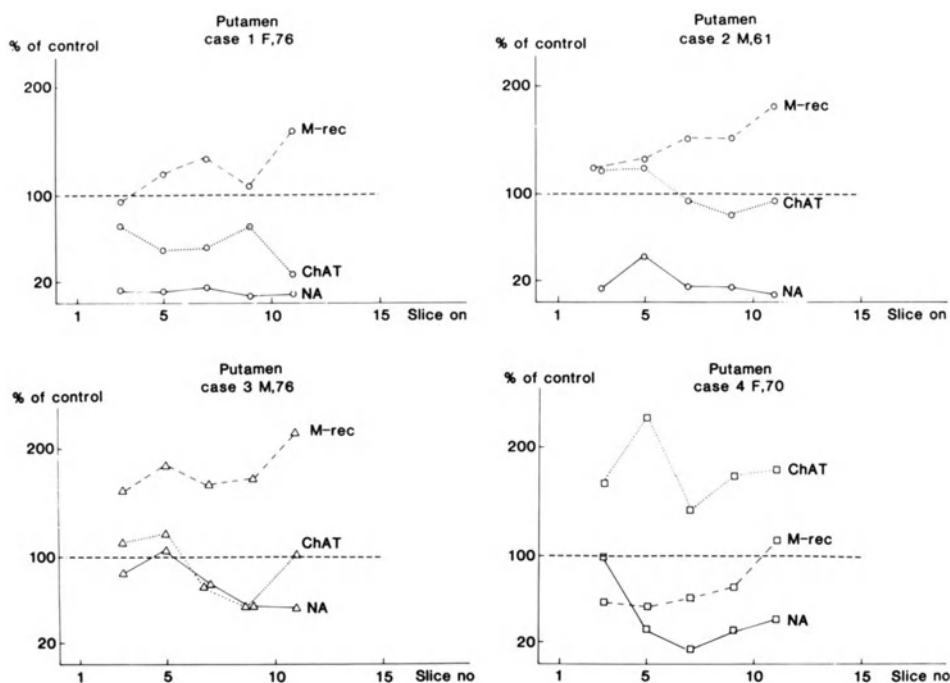 Putamen
case 1 F,76
% of control
200
M-rec
100
ChAT
20
NA
1 5 10 15 Slice on
Putamen
case 2 M,61
% of control
200
M-rec
100
ChAT
20
NA
1 5 10 15 Slice on
Putamen
case 3 M,76
% of control
M-rec
200
ChAT
100
NA
20
1 5 10 15 Slice no
Putamen
case 4 F,70
% of control
200
ChAT
M-rec
100
NA
20
1 5 10 15 Slice no